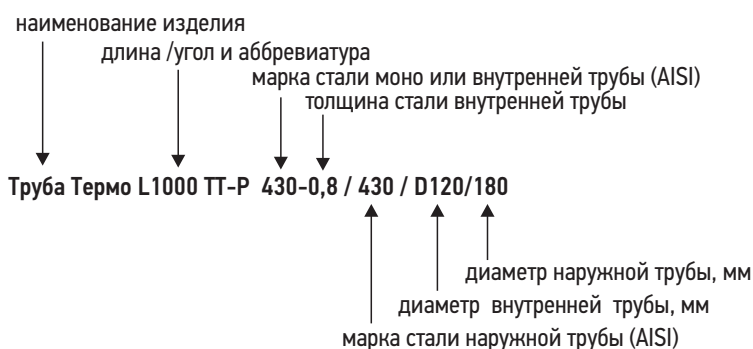 наименование изделия
длина /угол и аббревиатура
марка стали моно или внутренней трубы (AISI)
толщина стали внутренней трубы
Труба Термо L1000 ТТ-Р 430-0,8 / 430 / D120/180
диаметр наружной трубы, мм
диаметр внутренней трубы, мм
марка стали наружной трубы (AISI)